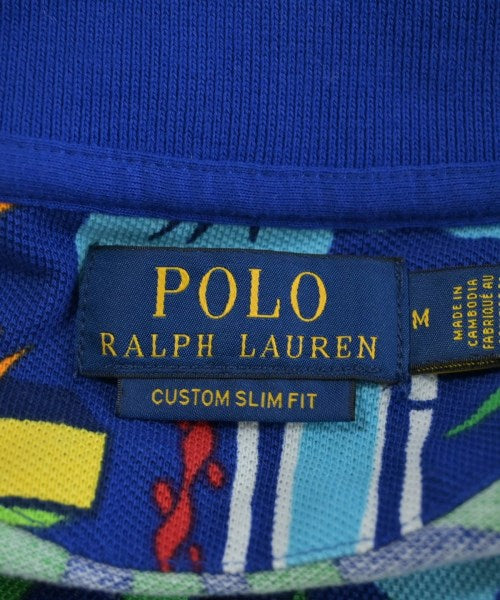 POLO
RALPH LAUREN
CUSTOM SLIM FIT
M
MADE IN
CAMBODIA
FABRIQUÉ AU